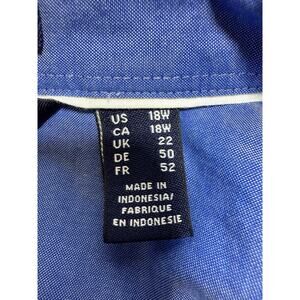 US 18W
CA 18W
UK 22
DE 50
FR 52
MADE IN
INDONESIA/
FABRIQUE
EN INDONESIE